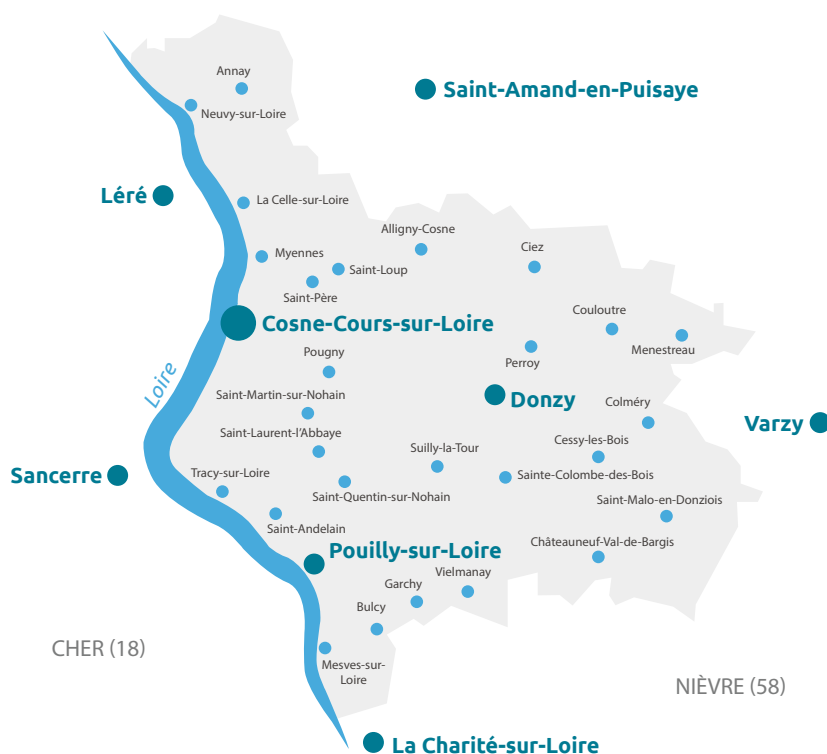 Annay
Saint-Amand-en-Puisaye
Neuvy-sur-Loire
Léré
La Celle-sur-Loire
Alligny-Cosne
Myennes
Ciez
Saint-Loup
Saint-Père
Couloutre
Cosne-Cours-sur-Loire
Menestreau
Pougny
Perroy
Loire
Saint-Martin-sur-Nohain
Donzy
Colméry
Varzy
Saint-Laurent-l'Abbaye
Suilly-la-Tour
Cessy-les-Bois
Sancerre
Tracy-sur-Loire
Sainte-Colombe-des-Bois
Saint-Quentin-sur-Nohain
Saint-Malo-en-Donziois
Saint-Andelain
Châteauneuf-Val-de-Bargis
Pouilly-sur-Loire
Vielmanay
Garchy
Bulcy
CHER (18)
Mesves-sur-
Loire
NIÈVRE (58)
La Charité-sur-Loire